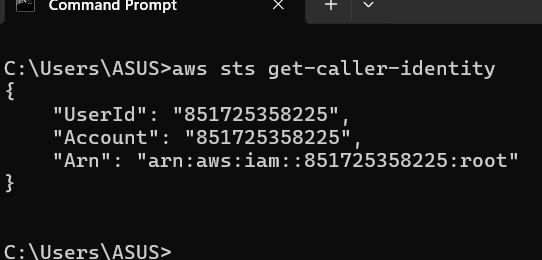 Command Prompt
C:\Users\ASUS>aws sts get-caller-identity
{
    "UserId": "851725358225",
    "Account": "851725358225",
    "Arn": "arn:aws:iam::851725358225:root"
}
C:\Users\ASUS>